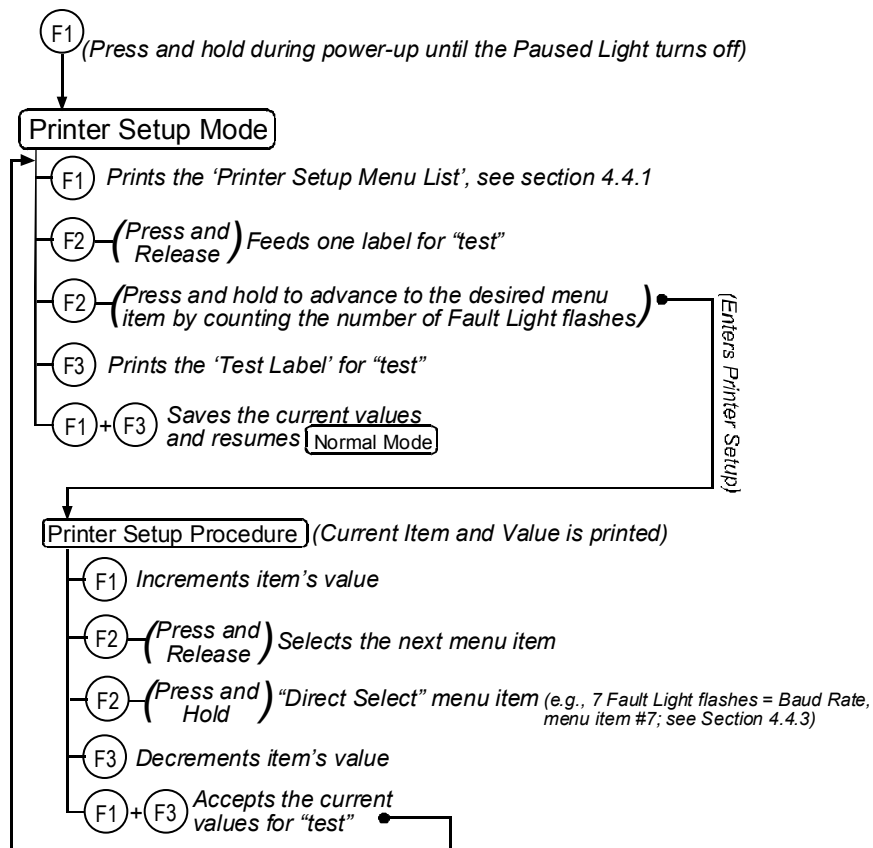 F1 (Press and hold during power-up until the Paused Light turns off)
Printer Setup Mode
F1 Prints the ‘Printer Setup Menu List’, see section 4.4.1
F2 (Press and
Release) Feeds one label for “test”
F2 (Press and hold to advance to the desired menu
item by counting the number of Fault Light flashes)
(Enters Printer Setup)
F3 Prints the ‘Test Label’ for “test”
F1 + F3 Saves the current values
and resumes Normal Mode
Printer Setup Procedure (Current Item and Value is printed)
F1 Increments item’s value
F2 (Press and
Release) Selects the next menu item
F2 (Press and
Hold) “Direct Select” menu item (e.g., 7 Fault Light flashes = Baud Rate,
menu item #7; see Section 4.4.3)
F3 Decrements item’s value
F1 + F3 Accepts the current
values for “test”